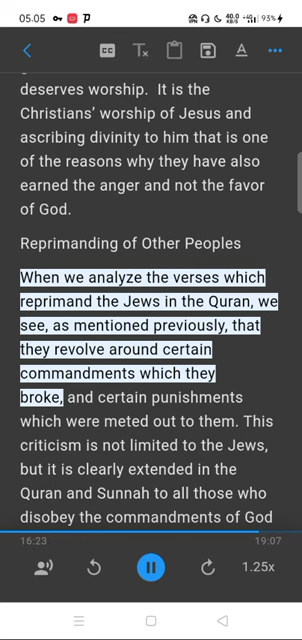 05.05
40.0 KB/S
4G
93%
CC
deserves worship.  It is the
Christians’ worship of Jesus and
ascribing divinity to him that is one
of the reasons why they have also
earned the anger and not the favor
of God.
Reprimanding of Other Peoples
When we analyze the verses which
reprimand the Jews in the Quran, we
see, as mentioned previously, that
they revolve around certain
commandments which they
broke, and certain punishments
which were meted out to them. This
criticism is not limited to the Jews,
but it is clearly extended in the
Quran and Sunnah to all those who
disobey the commandments of God
16:23
19:07
1.25x